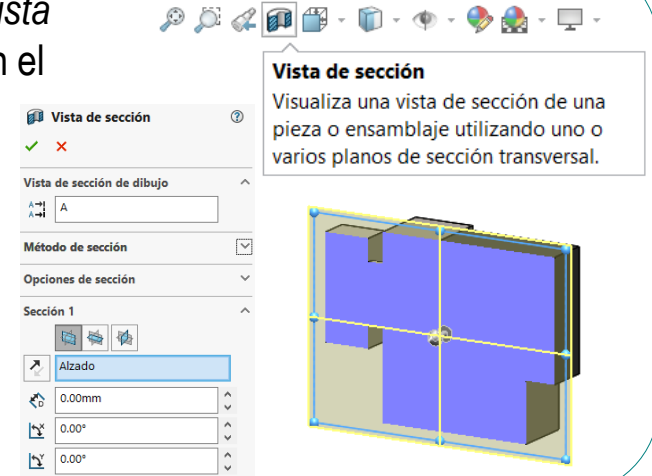 ista
n el
Vista de sección
Visualiza una vista de sección de una
pieza o ensamblaje utilizando uno o
varios planos de sección transversal.
Vista de sección
Vista de sección de dibujo
A
Método de sección
Opciones de sección
Sección 1
Alzado
0.00mm
0.00°
0.00°